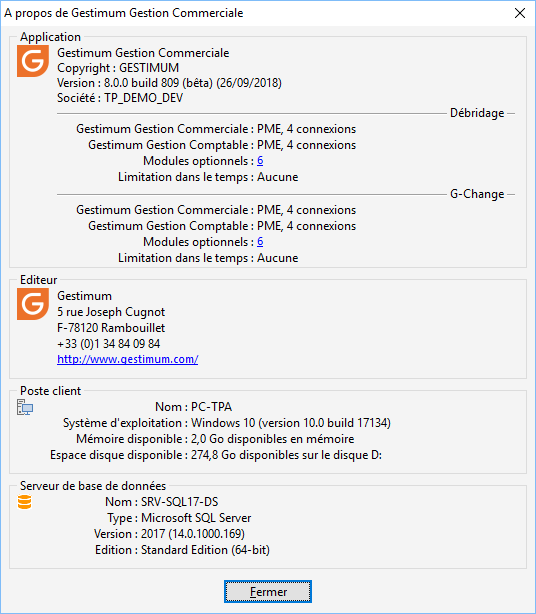 A propos de Gestimum Gestion Commerciale
Application
Gestimum Gestion Commerciale
Copyright : GESTIMUM
Version : 8.0.0 build 809 (bêta) (26/09/2018)
Société : TP_DEMO_DEV
Débridage
Gestimum Gestion Commerciale : PME, 4 connexions
Gestimum Gestion Comptable : PME, 4 connexions
Modules optionnels : 6
Limitation dans le temps : Aucune
G-Change
Gestimum Gestion Commerciale : PME, 4 connexions
Gestimum Gestion Comptable : PME, 4 connexions
Modules optionnels : 6
Limitation dans le temps : Aucune
Editeur
Gestimum
5 rue Joseph Cugnot
F-78120 Rambouillet
+33 (0)1 34 84 09 84
http://www.gestimum.com/
Poste client
Nom : PC-TPA
Système d'exploitation : Windows 10 (version 10.0 build 17134)
Mémoire disponible : 2,0 Go disponibles en mémoire
Espace disque disponible : 274,8 Go disponibles sur le disque D:
Serveur de base de données
Nom : SRV-SQL17-DS
Type : Microsoft SQL Server
Version : 2017 (14.0.1000.169)
Edition : Standard Edition (64-bit)
Fermer